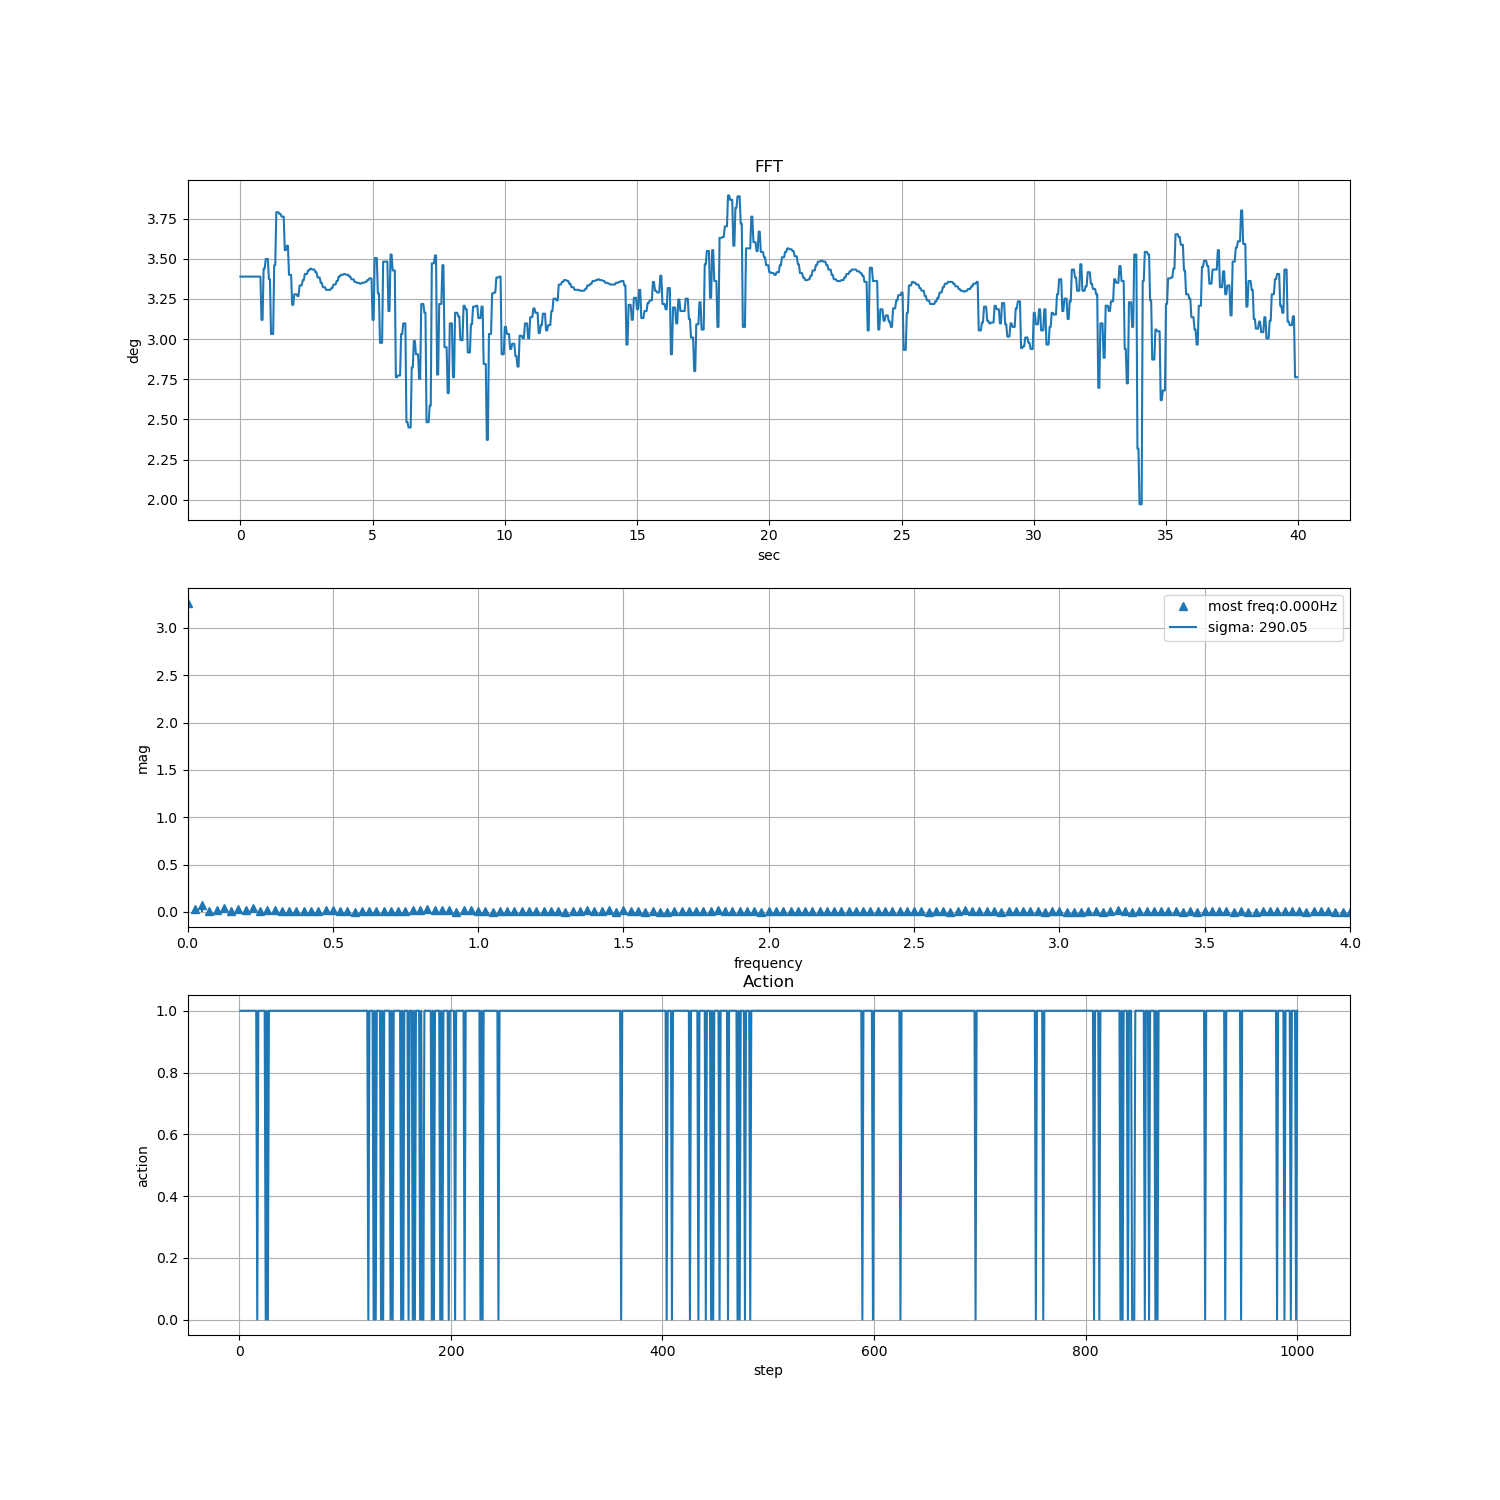 FFT
3.75
3.50
3.25
3.00
2.75
2.50
2.25
2.00
deg
0 5 10 15 20 25 30 35 40
sec
most freq:0.000Hz
sigma: 290.05
3.0
2.5
2.0
1.5
1.0
0.5
0.0
mag
0.0 0.5 1.0 1.5 2.0 2.5 3.0 3.5 4.0
frequency
Action
1.0
0.8
0.6
0.4
0.2
0.0
action
0 200 400 600 800 1000
step